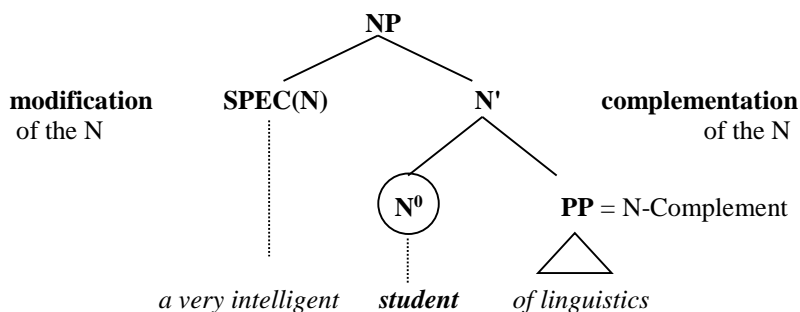 NP
modification SPEC(N) N' complementation
of the N of the N
N⁰ PP = N-Complement
a very intelligent student of linguistics